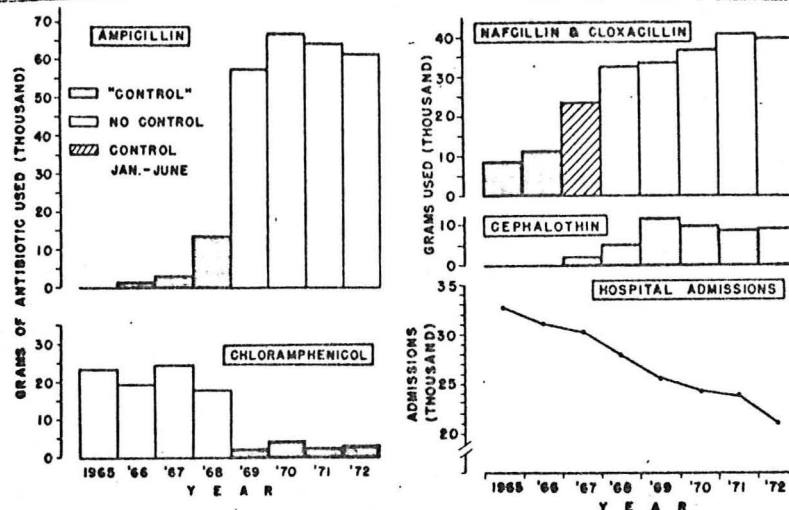 AMPICILLIN
"CONTROL"
NO CONTROL
CONTROL
JAN.-JUNE
GRAMS OF ANTIBIOTIC USED (THOUSAND)
70
60
50
40
30
20
10
0
CHLORAMPHENICOL
30
20
10
0
1965 '66 '67 '68 '69 '70 '71 '72
YEAR
NAFCILLIN & CLOXACILLIN
GRAMS USED (THOUSAND)
40
30
20
10
0
CEPHALOTHIN
10
0
HOSPITAL ADMISSIONS
ADMISSIONS
(THOUSAND)
35
30
25
20
1965 '66 '67 '68 '69 '70 '71 '72
YEAR